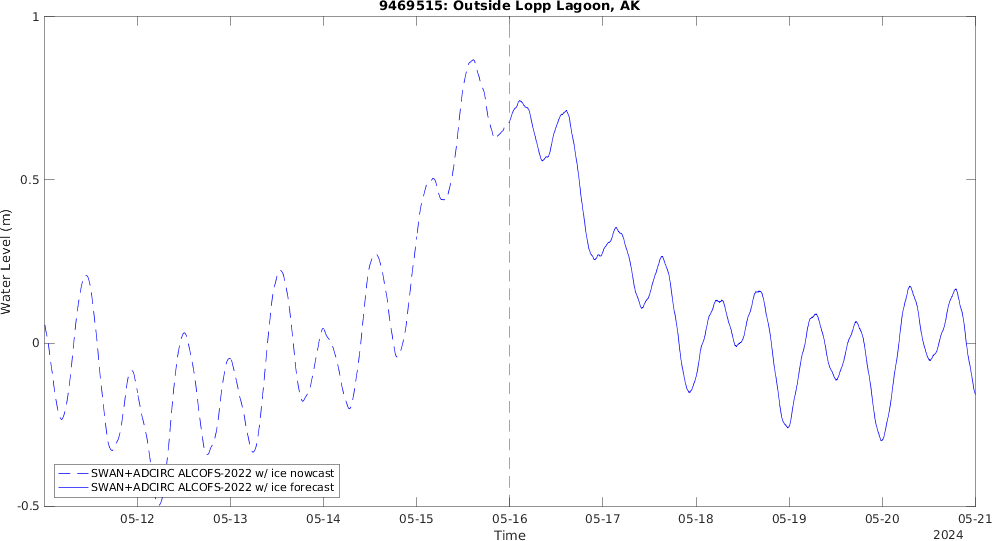 9469515: Outside Lopp Lagoon, AK
1
0.5
0
-0.5
Water Level (m)
SWAN+ADCIRC ALCOFS-2022 w/ ice nowcast
SWAN+ADCIRC ALCOFS-2022 w/ ice forecast
05-12 05-13 05-14 05-15 05-16 05-17 05-18 05-19 05-20 05-21
Time
2024